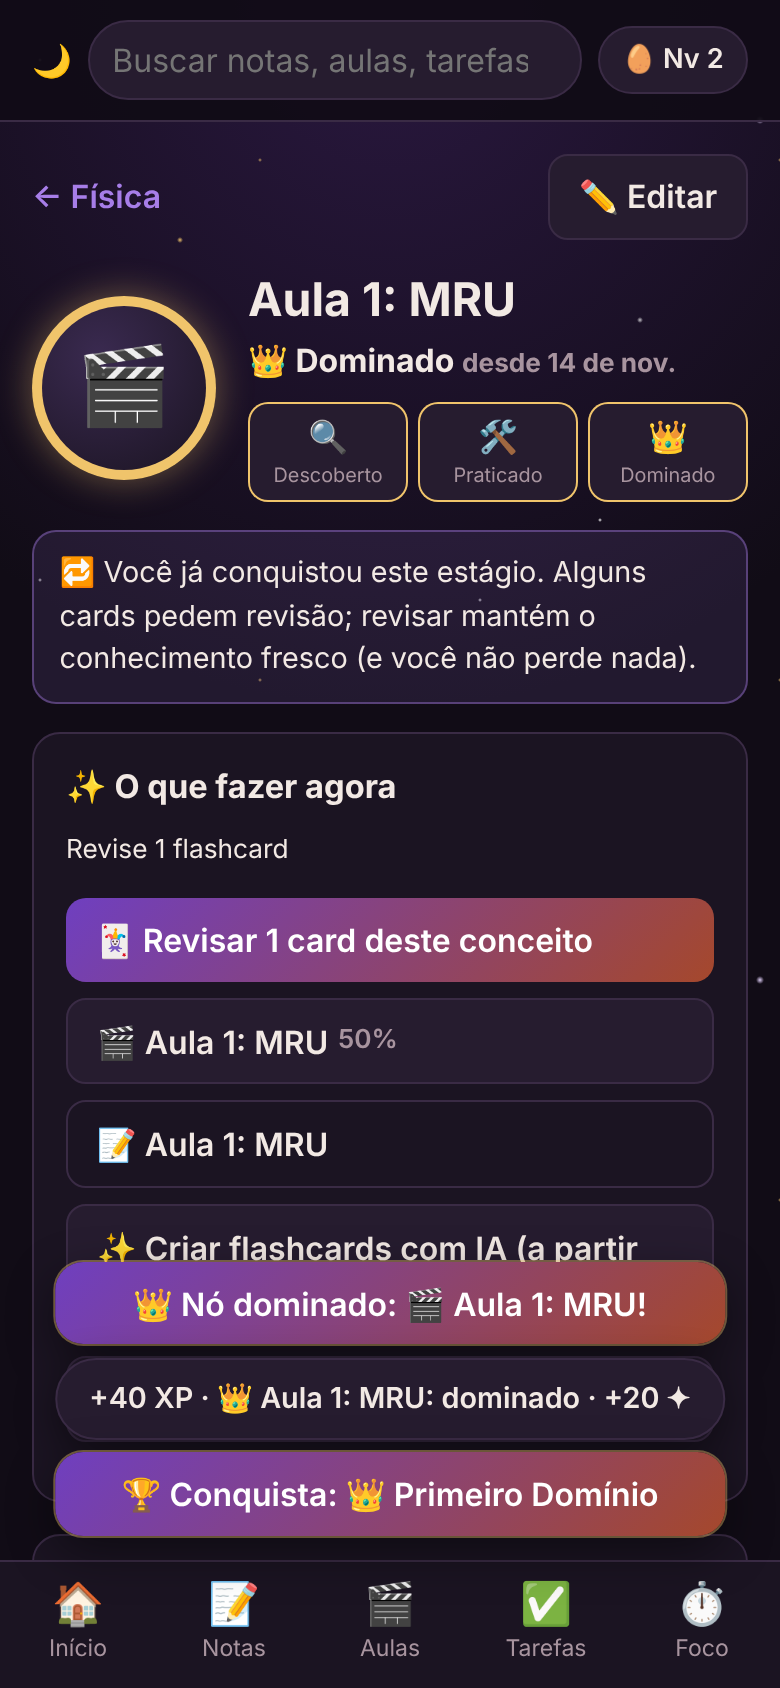 Buscar notas, aulas, tarefas
Nv 2
← Física
Editar
Aula 1: MRU
Dominado desde 14 de nov.
Descoberto
Praticado
Dominado
Você já conquistou este estágio. Alguns
cards pedem revisão; revisar mantém o
conhecimento fresco (e você não perde nada).
O que fazer agora
Revise 1 flashcard
Revisar 1 card deste conceito
Aula 1: MRU 50%
Aula 1: MRU
Criar flashcards com IA (a partir
Nó dominado: 🎬 Aula 1: MRU!
+40 XP · 👑 Aula 1: MRU: dominado · +20 ✦
Conquista: 👑 Primeiro Domínio
Início
Notas
Aulas
Tarefas
Foco